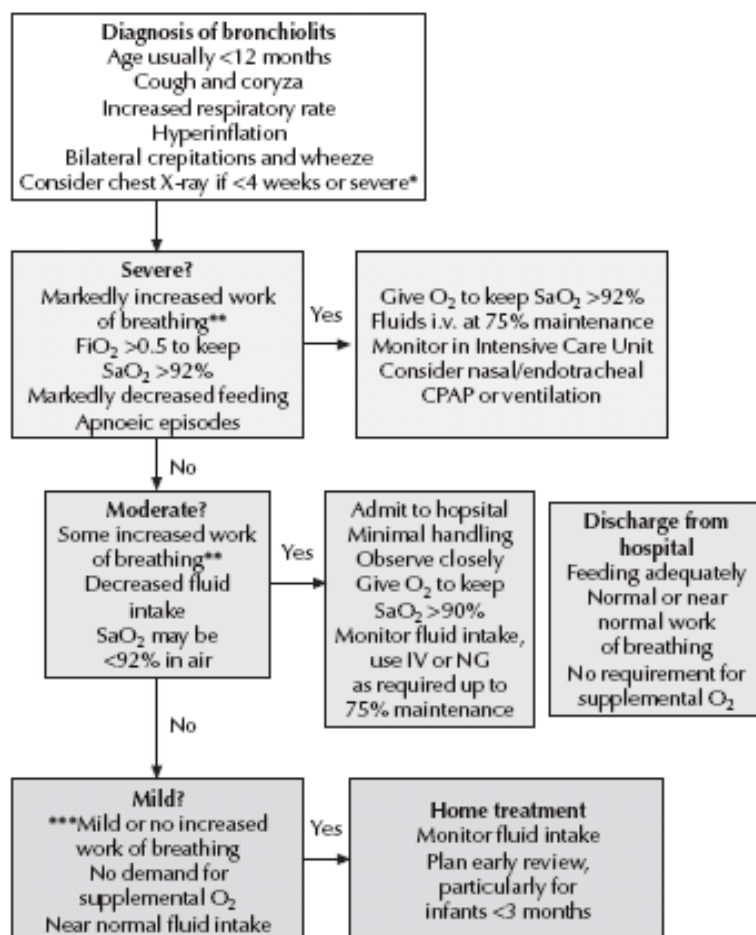 Diagnosis of bronchiolits
Age usually <12 months
Cough and coryza
Increased respiratory rate
Hyperinflation
Bilateral crepitations and wheeze
Consider chest X-ray if <4 weeks or severe*
Severe?
Markedly increased work
of breathing**
FiO₂ >0.5 to keep
SaO₂ >92%
Markedly decreased feeding
Apnoeic episodes
Yes
Give O₂ to keep SaO₂ >92%
Fluids i.v. at 75% maintenance
Monitor in Intensive Care Unit
Consider nasal/endotracheal
CPAP or ventilation
No
Moderate?
Some increased work
of breathing**
Decreased fluid
intake
SaO₂ may be
<92% in air
Yes
Admit to hopsital
Minimal handling
Observe closely
Give O₂ to keep
SaO₂ >90%
Monitor fluid intake,
use IV or NG
as required up to
75% maintenance
Discharge from
hospital
Feeding adequately
Normal or near
normal work
of breathing
No requirement for
supplemental O₂
No
Mild?
***Mild or no increased
work of breathing
No demand for
supplemental O₂
Near normal fluid intake
Yes
Home treatment
Monitor fluid intake
Plan early review,
particularly for
infants <3 months